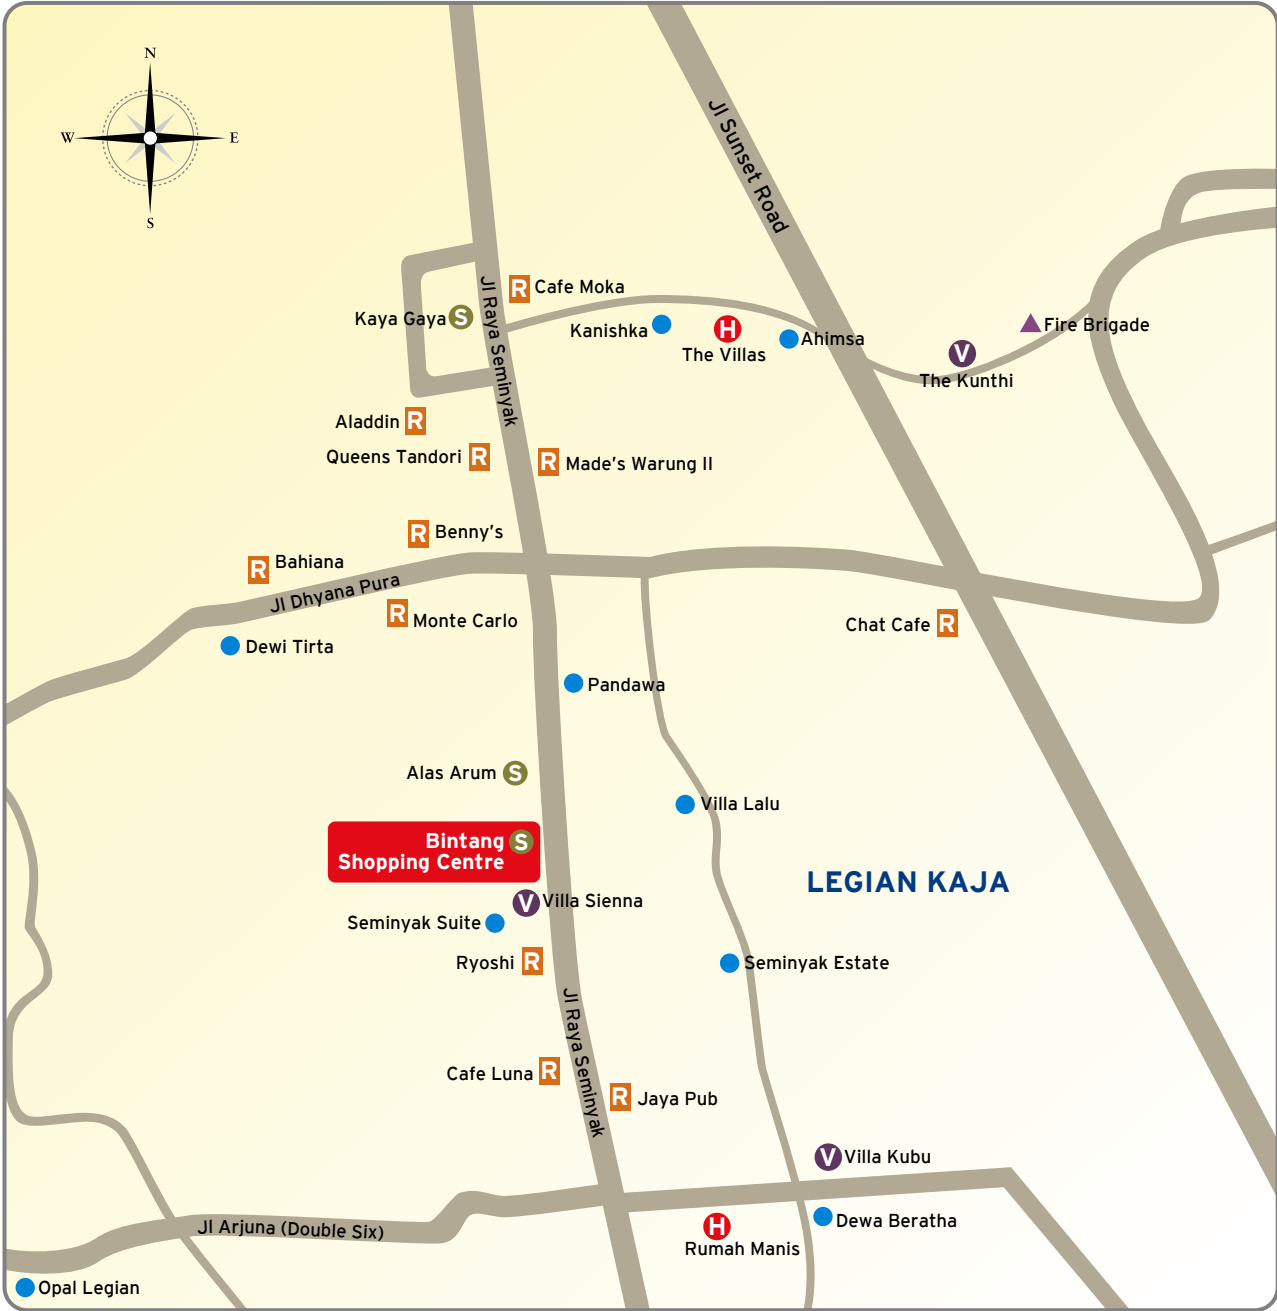 N
W E
S
Jl Sunset Road
R Cafe Moka
Kaya Gaya S
Jl Raya Seminyak
Kanishka
H
The Villas
Ahimsa
Fire Brigade
V
The Kunthi
Aladdin R
Queens Tandori R
R Made's Warung II
R Benny's
R Bahiana
Jl Dhyana Pura
R Monte Carlo
Chat Cafe R
Dewi Tirta
Pandawa
Alas Arum S
Villa Lalu
Bintang S
Shopping Centre
LEGIAN KAJA
V Villa Sienna
Seminyak Suite
Ryoshi R
Seminyak Estate
Jl Raya Seminyak
Cafe Luna R
R Jaya Pub
V Villa Kubu
Jl Arjuna (Double Six)
H
Rumah Manis
Dewa Beratha
Opal Legian